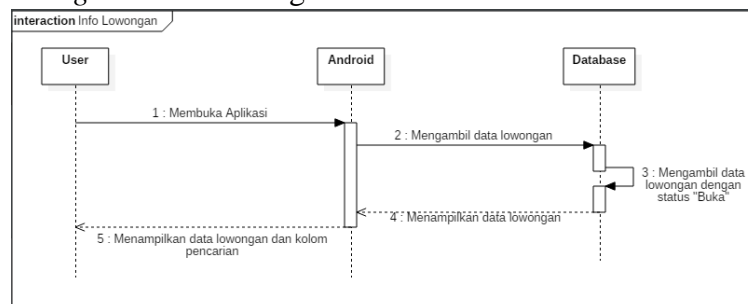 interaction Info Lowongan
User
Android
Database
1 : Membuka Aplikasi
2 : Mengambil data lowongan
3 : Mengambil data
lowongan dengan
status "Buka"
4 : Menampilkan data lowongan
5 : Menampilkan data lowongan dan kolom
pencarian